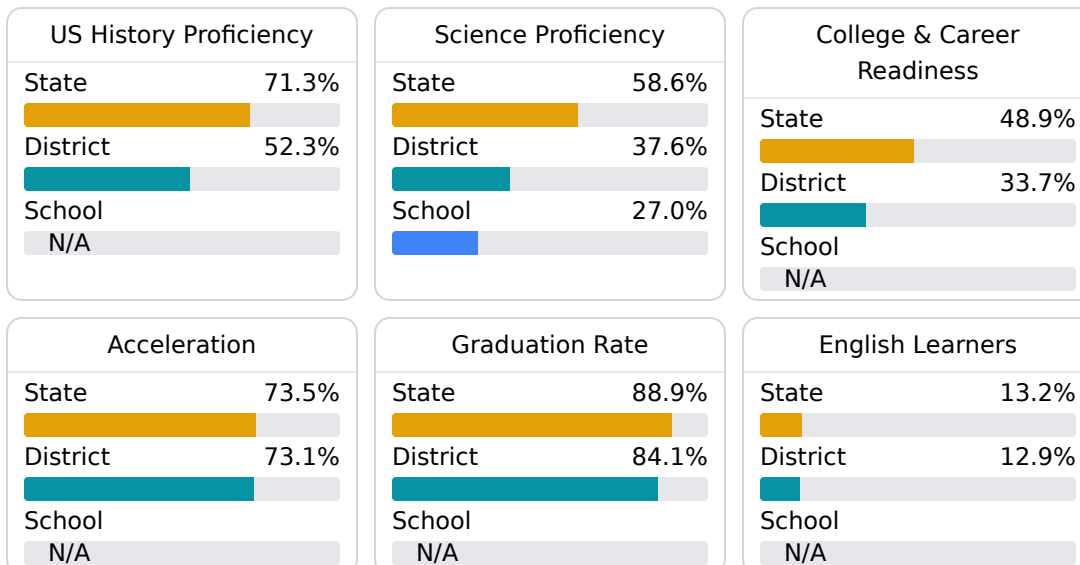 US History Proficiency
State 71.3%
District 52.3%
School
N/A
Science Proficiency
State 58.6%
District 37.6%
School 27.0%
College & Career
Readiness
State 48.9%
District 33.7%
School
N/A
Acceleration
State 73.5%
District 73.1%
School
N/A
Graduation Rate
State 88.9%
District 84.1%
School
N/A
English Learners
State 13.2%
District 12.9%
School
N/A